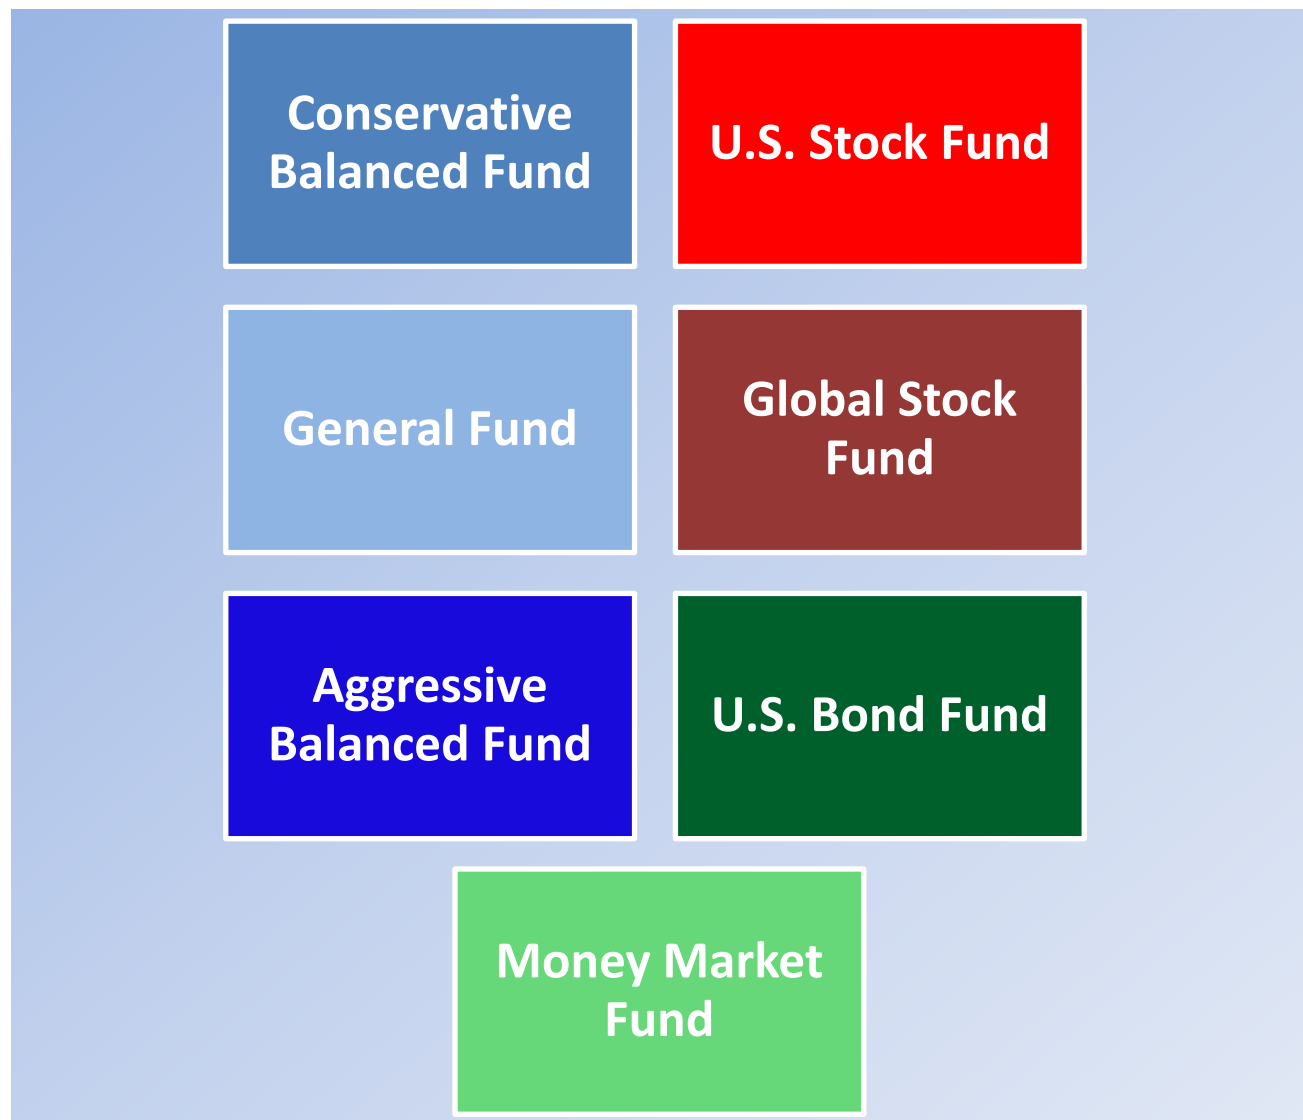 Conservative
Balanced Fund
U.S. Stock Fund
General Fund
Global Stock
Fund
Aggressive
Balanced Fund
U.S. Bond Fund
Money Market
Fund